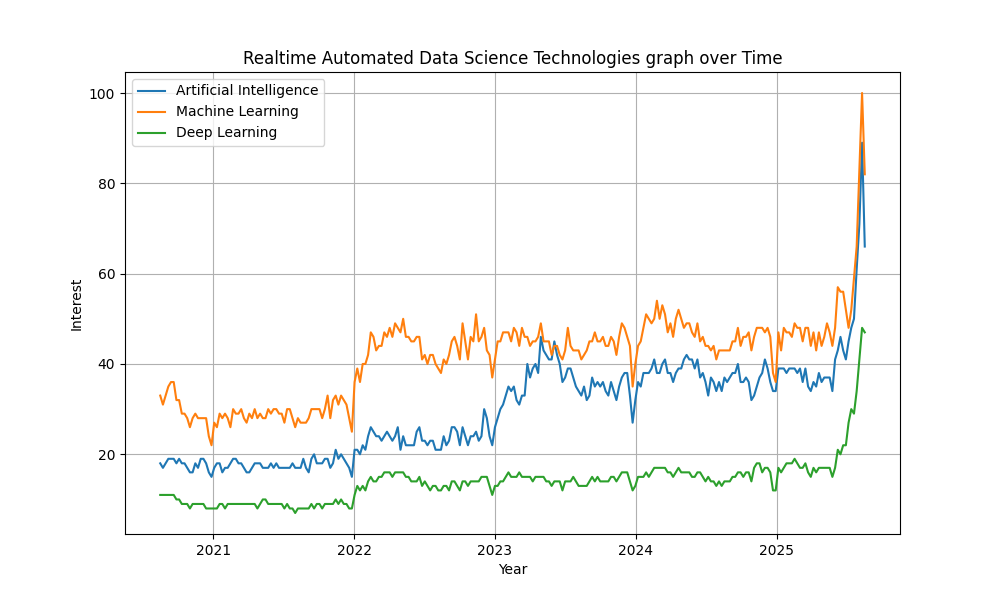 Realtime Automated Data Science Technologies graph over Time
Artificial Intelligence
Machine Learning
Deep Learning
100
80
60
40
20
Interest
2021 2022 2023 2024 2025
Year